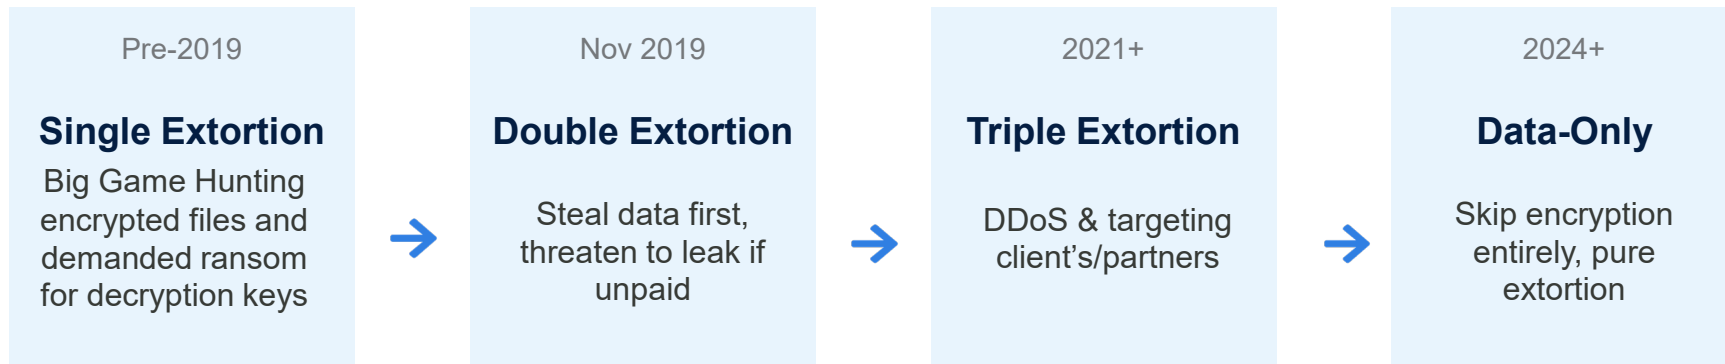 Pre-2019
Single Extortion
Big Game Hunting
encrypted files and
demanded ransom
for decryption keys
Nov 2019
Double Extortion
Steal data first,
threaten to leak if
unpaid
2021+
Triple Extortion
DDoS & targeting
client's/partners
2024+
Data-Only
Skip encryption
entirely, pure
extortion